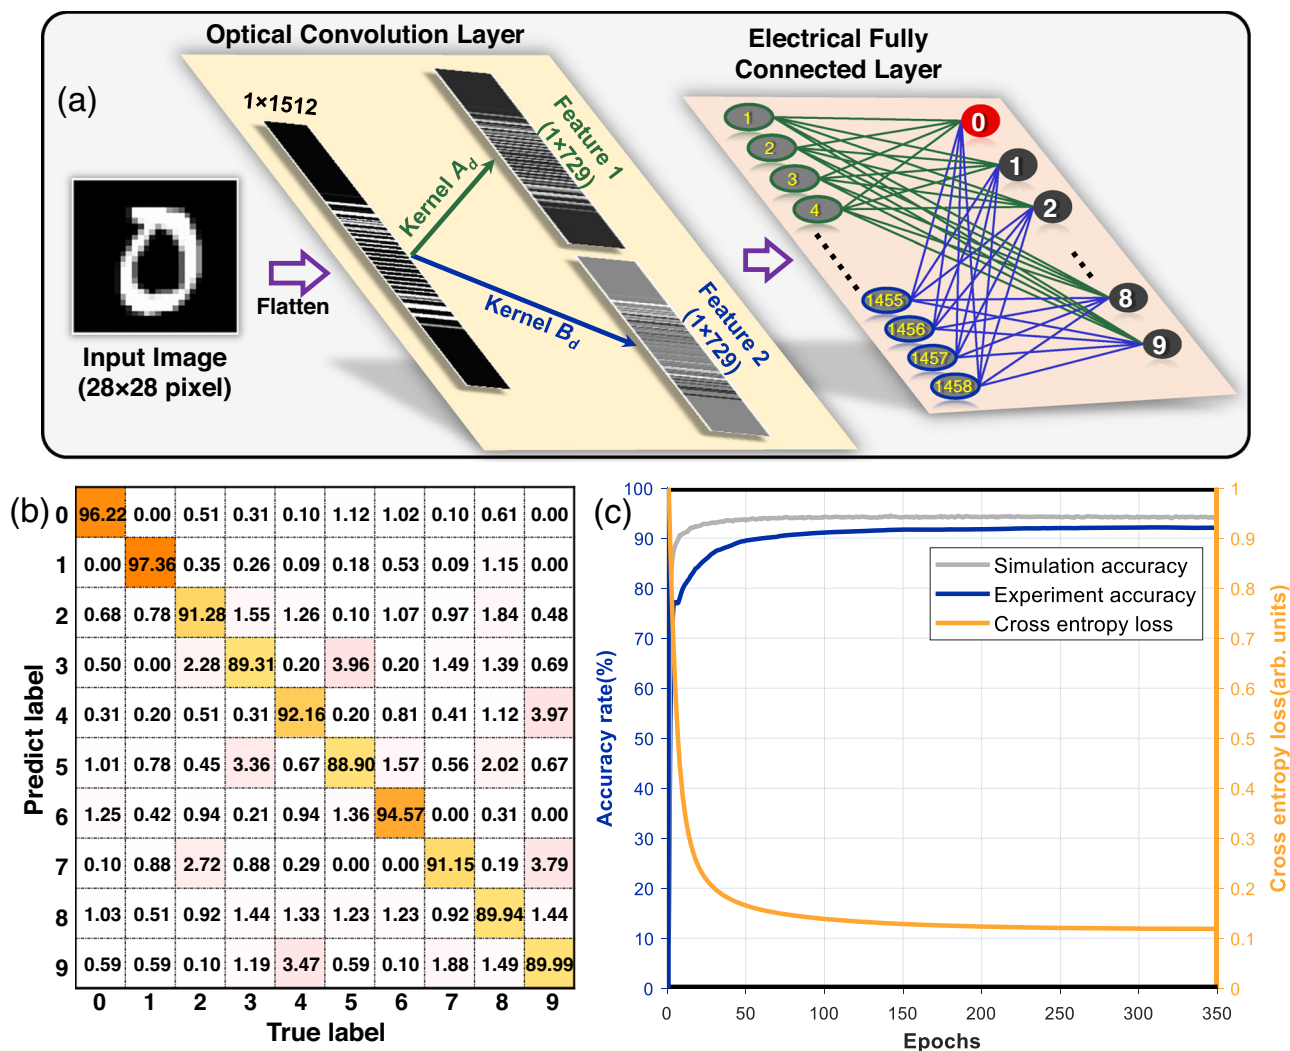 Optical Convolution Layer
Electrical Fully
Connected Layer
(a)
1×1512
Feature 1
(1×729)
Kernel A_d
Kernel B_d
Feature 2
(1×729)
Flatten
Input Image
(28×28 pixel)
1
2
3
4
1455
1456
1457
1458
0
1
2
8
9
(b)
Predict label
0 96.22 0.00 0.51 0.31 0.10 1.12 1.02 0.10 0.61 0.00
1 0.00 97.36 0.35 0.26 0.09 0.18 0.53 0.09 1.15 0.00
2 0.68 0.78 91.28 1.55 1.26 0.10 1.07 0.97 1.84 0.48
3 0.50 0.00 2.28 89.31 0.20 3.96 0.20 1.49 1.39 0.69
4 0.31 0.20 0.51 0.31 92.16 0.20 0.81 0.41 1.12 3.97
5 1.01 0.78 0.45 3.36 0.67 88.90 1.57 0.56 2.02 0.67
6 1.25 0.42 0.94 0.21 0.94 1.36 94.57 0.00 0.31 0.00
7 0.10 0.88 2.72 0.88 0.29 0.00 0.00 91.15 0.19 3.79
8 1.03 0.51 0.92 1.44 1.33 1.23 1.23 0.92 89.94 1.44
9 0.59 0.59 0.10 1.19 3.47 0.59 0.10 1.88 1.49 89.99
0 1 2 3 4 5 6 7 8 9
True label
(c)
Accuracy rate(%)
100
90
80
70
60
50
40
30
20
10
0
Simulation accuracy
Experiment accuracy
Cross entropy loss
1
0.9
0.8
0.7
0.6
0.5
0.4
0.3
0.2
0.1
0
Cross entropy loss(arb. units)
0 50 100 150 200 250 300 350
Epochs